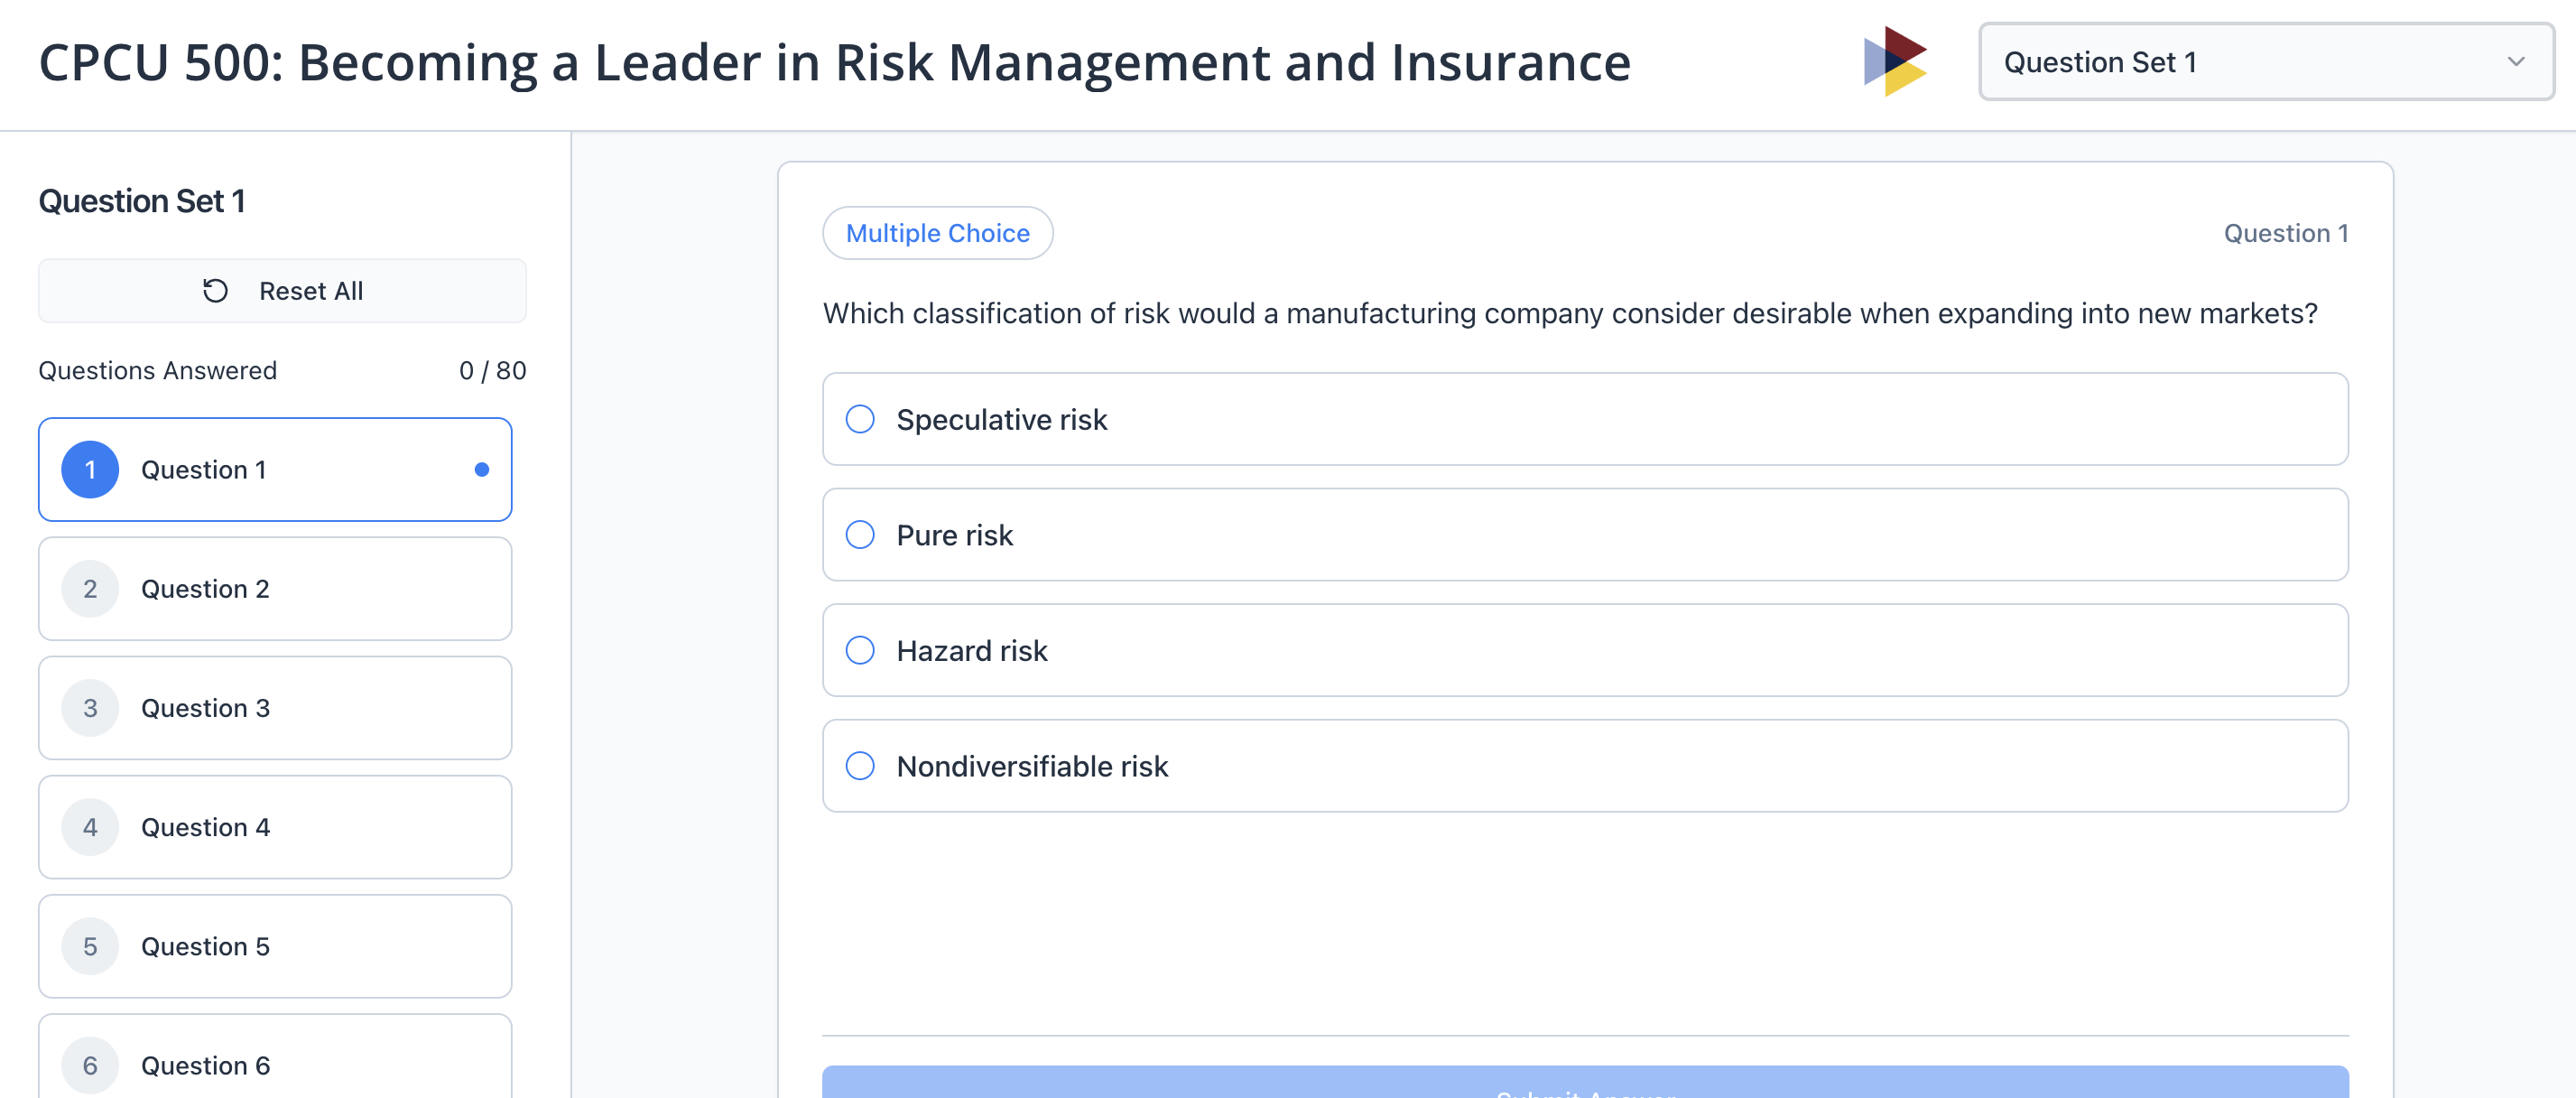 CPCU 500: Becoming a Leader in Risk Management and Insurance
Question Set 1
Question Set 1
Reset All
Questions Answered 0 / 80
1 Question 1
2 Question 2
3 Question 3
4 Question 4
5 Question 5
6 Question 6
Multiple Choice Question 1
Which classification of risk would a manufacturing company consider desirable when expanding into new markets?
Speculative risk
Pure risk
Hazard risk
Nondiversifiable risk
Submit Answer